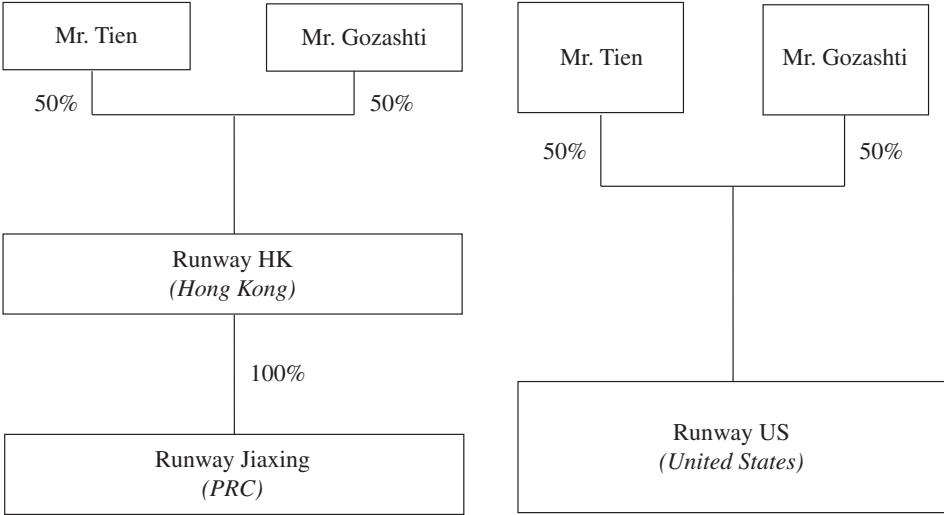 Mr. Tien
Mr. Gozashti
50%
50%
Runway HK
(Hong Kong)
100%
Runway Jiaxing
(PRC)
Mr. Tien
Mr. Gozashti
50%
50%
Runway US
(United States)